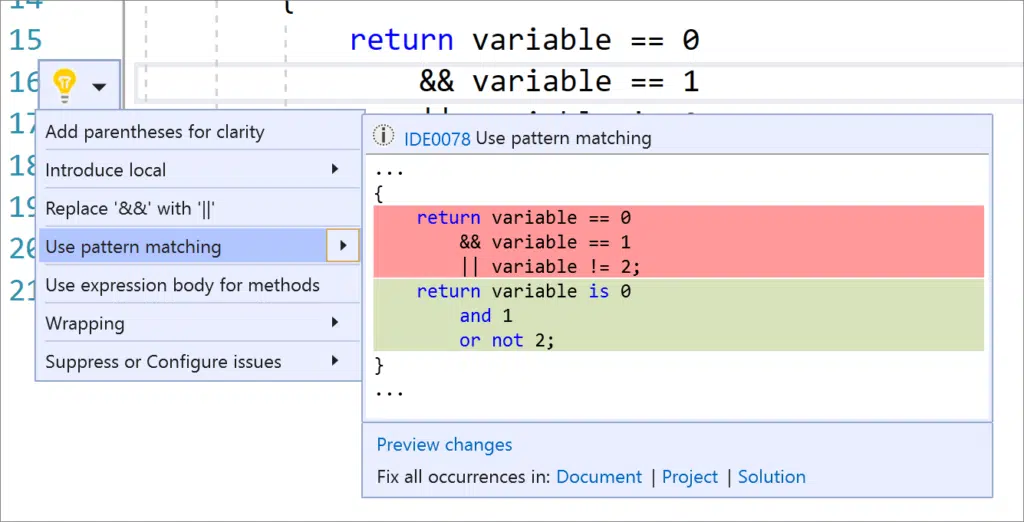 14
{
15 return variable == 0
16 && variable == 1
17
18
19
20
21
Add parentheses for clarity
Introduce local
Replace '&&' with '||'
Use pattern matching
Use expression body for methods
Wrapping
Suppress or Configure issues
IDE0078 Use pattern matching
...
{
return variable == 0
&& variable == 1
|| variable != 2;
return variable is 0
and 1
or not 2;
}
...
Preview changes
Fix all occurrences in: Document | Project | Solution